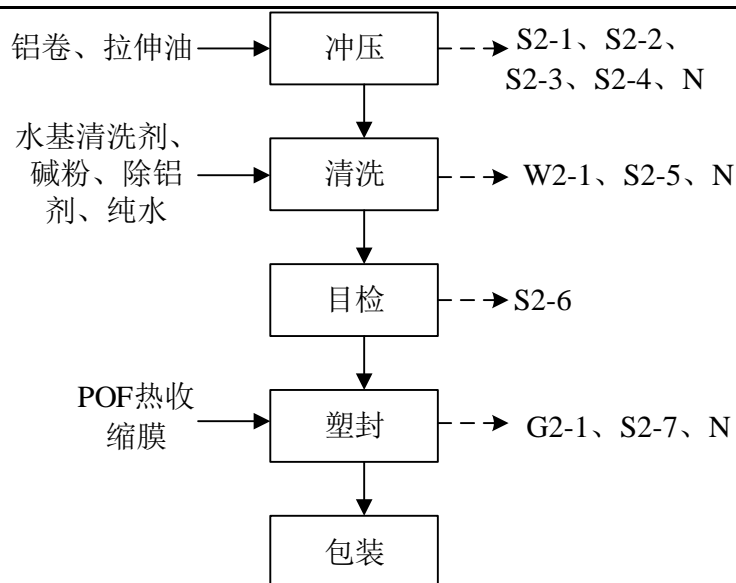 铝卷、拉伸油
冲压
S2-1、S2-2、
S2-3、S2-4、N
水基清洗剂、
碱粉、除铝
剂、纯水
清洗
W2-1、S2-5、N
目检
S2-6
POF热收
缩膜
塑封
G2-1、S2-7、N
包装